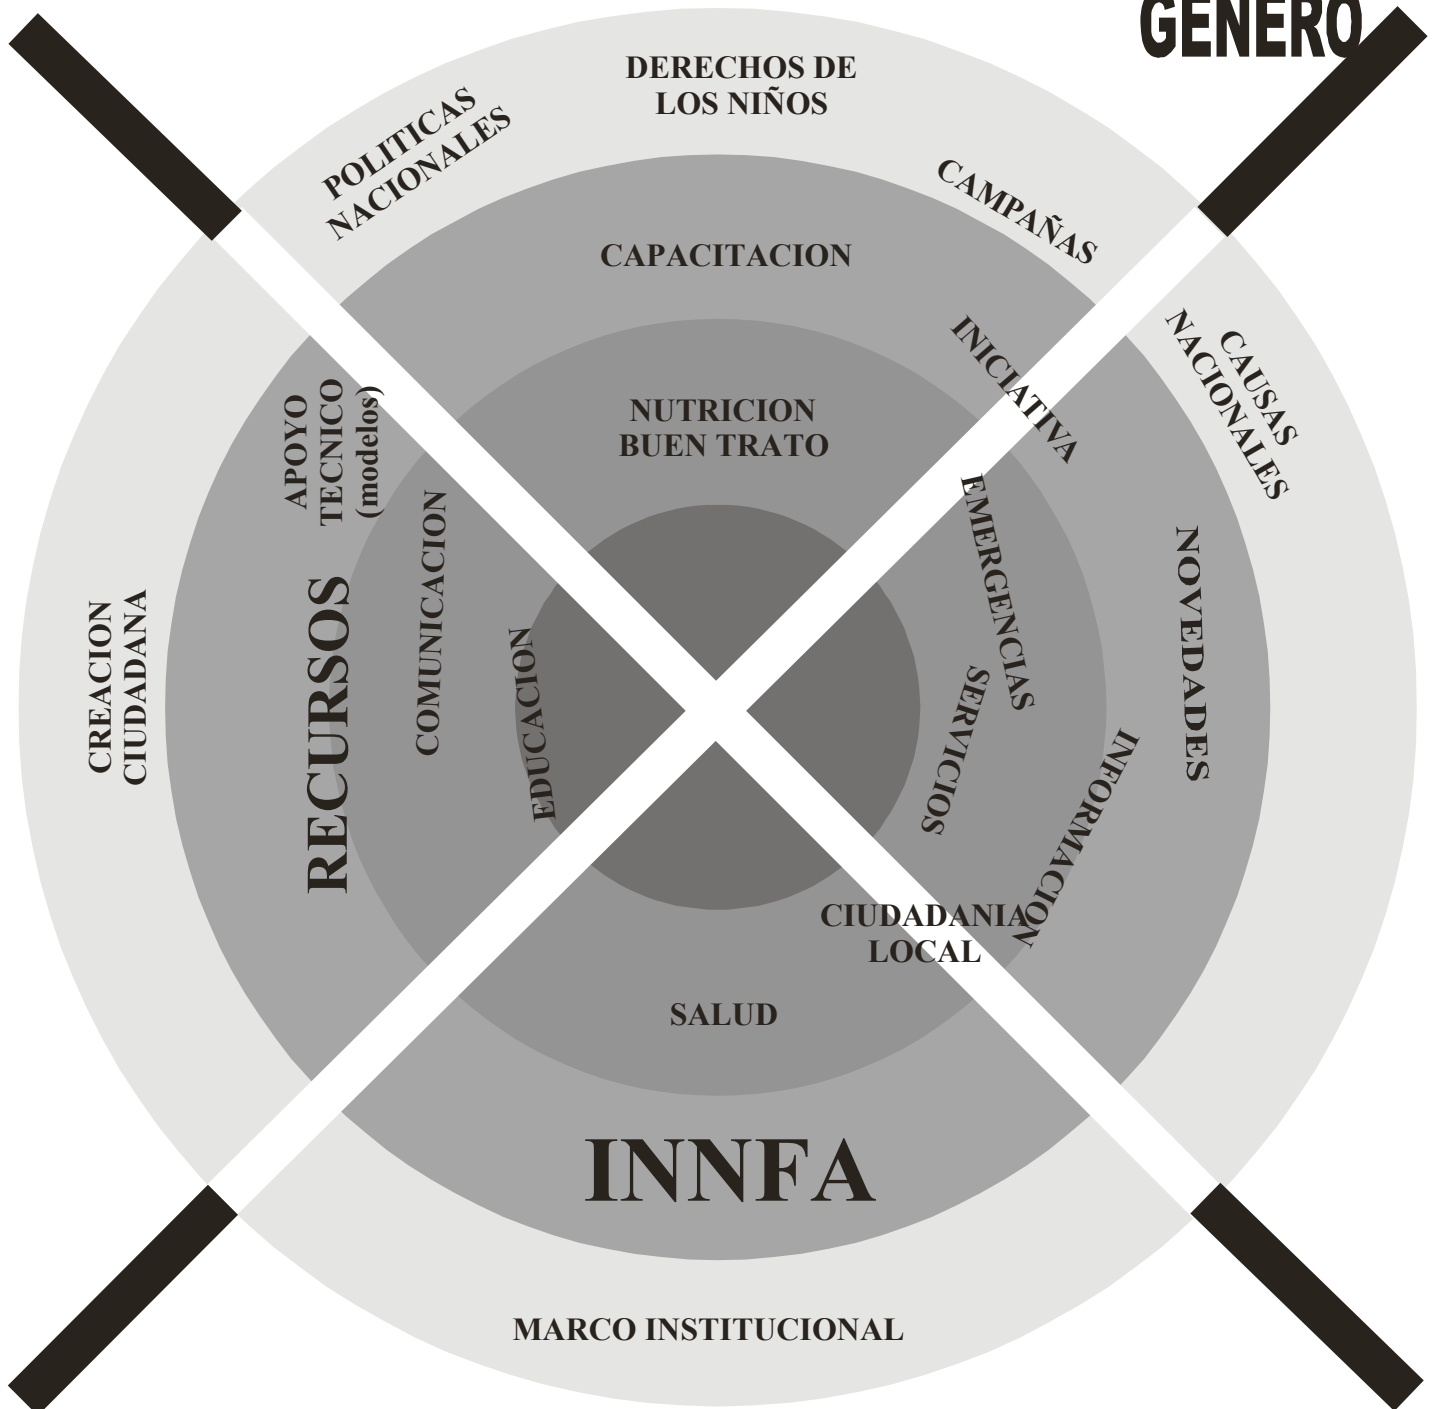 GENERO
DERECHOS DE
LOS NIÑOS
POLITICAS
NACIONALES
CAMPAÑAS
CAPACITACION
INICIATIVA
CAUSAS
NACIONALES
APOYO
TECNICO
(modelos)
NUTRICION
BUEN TRATO
COMUNICACION
EMERGENCIAS
NOVEDADES
CREACION
CIUDADANA
RECURSOS
EDUCACION
SERVICIOS
INFORMACION
CIUDADANIA
LOCAL
SALUD
INNFA
MARCO INSTITUCIONAL